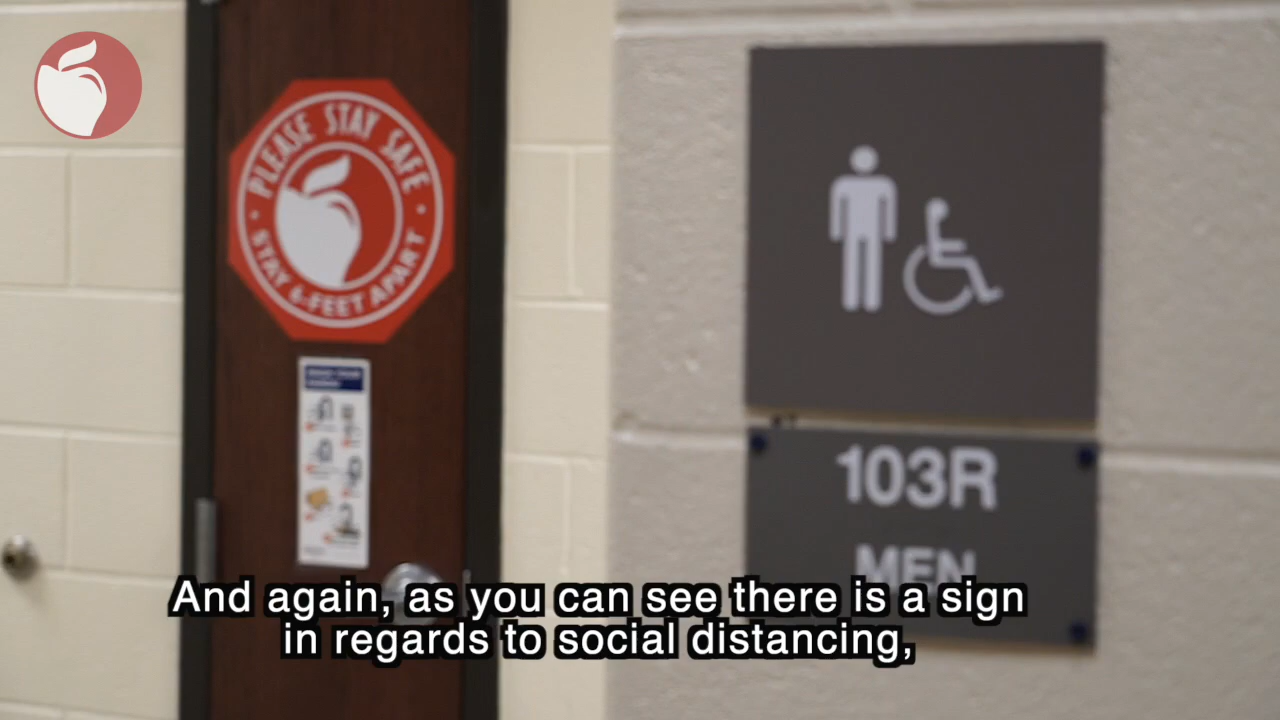 PLEASE STAY SAFE
STAY 6-FEET APART
103R
MEN
And again, as you can see there is a sign
in regards to social distancing,